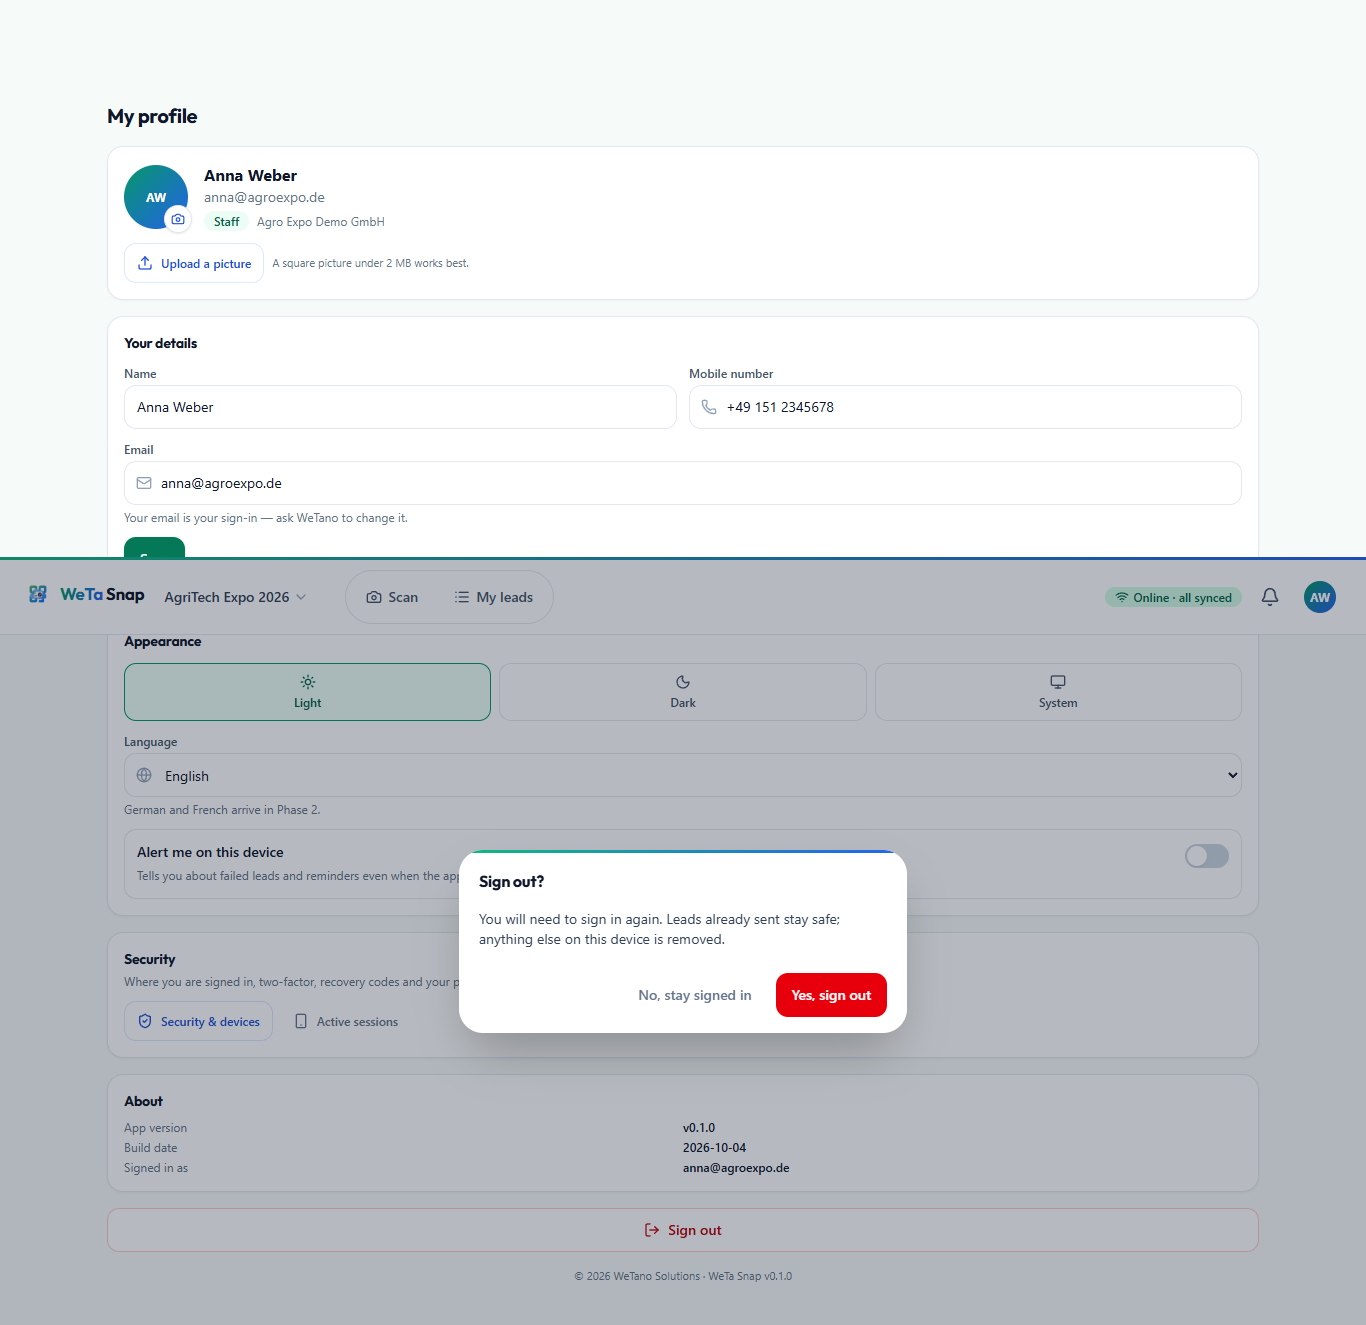 My profile
AW
Anna Weber
anna@agroexpo.de
Staff
Agro Expo Demo GmbH
Upload a picture
A square picture under 2 MB works best.
Your details
Name
Mobile number
Anna Weber
+49 151 2345678
Email
anna@agroexpo.de
Your email is your sign-in — ask WeTano to change it.
WeTa Snap
AgriTech Expo 2026
Scan
My leads
Online · all synced
AW
Appearance
Light
Dark
System
Language
English
German and French arrive in Phase 2.
Alert me on this device
Tells you about failed leads and reminders even when the app
Sign out?
You will need to sign in again. Leads already sent stay safe;
anything else on this device is removed.
No, stay signed in
Yes, sign out
Security
Where you are signed in, two-factor, recovery codes and your
Security & devices
Active sessions
About
App version
v0.1.0
Build date
2026-10-04
Signed in as
anna@agroexpo.de
Sign out
© 2026 WeTano Solutions · WeTa Snap v0.1.0